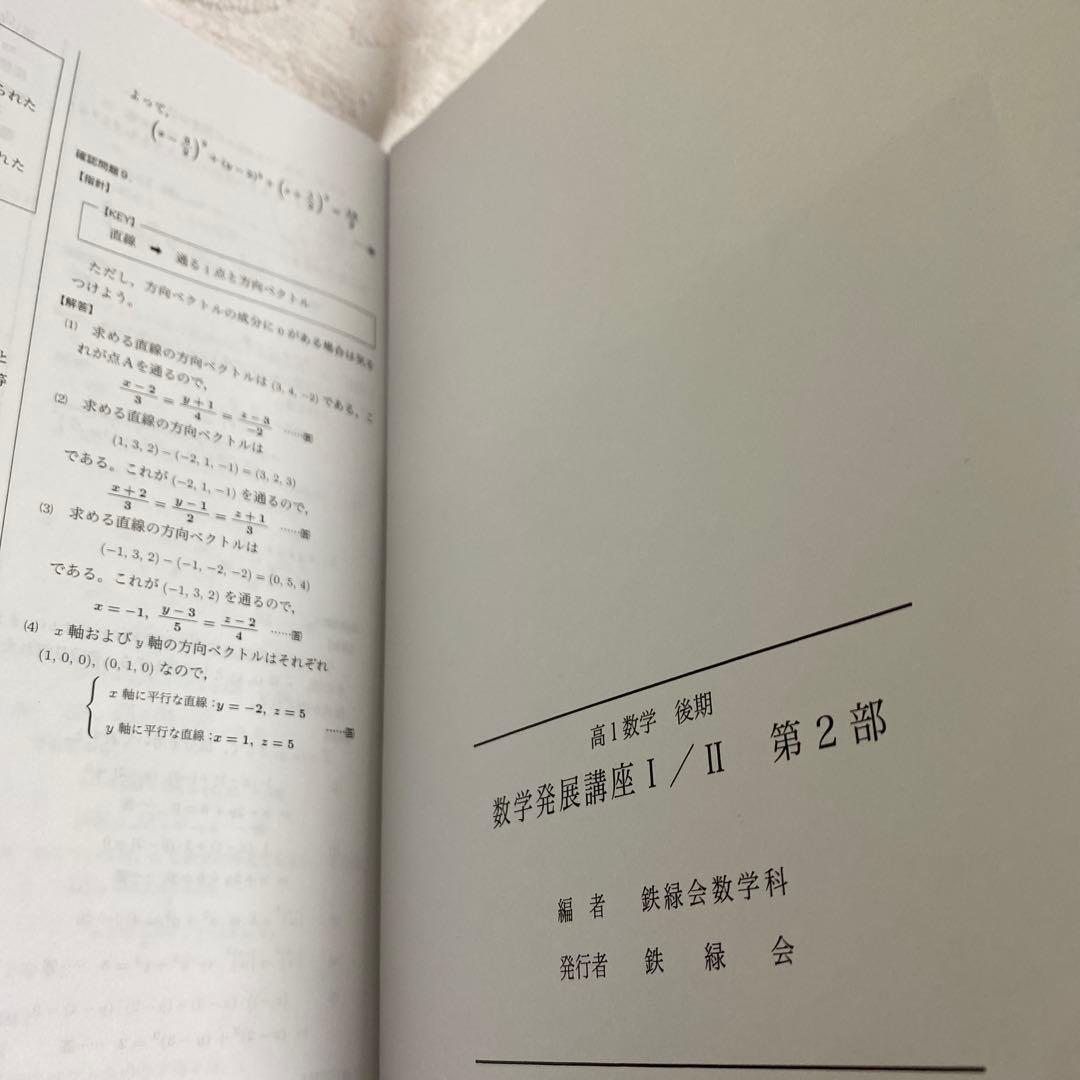 られた
れた
と
等
よって,
確認問題9.
【指針】
【KEY】
直線 ➡ 通る1点と方向ベクトル
ただし，方向ベクトルの成分に0がある場合は気を
つけよう。
【解答】
(1) 求める直線の方向ベクトルは (3, 4, −2) である。こ
れが点Aを通るので，
(x−2)/3 = (y+1)/4 = (z−3)/−2 ……答
(2) 求める直線の方向ベクトルは
(1, 3, 2) − (−2, 1, −1) = (3, 2, 3)
である。これが (−2, 1, −1) を通るので，
(x+2)/3 = (y−1)/2 = (z+1)/3 ……答
(3) 求める直線の方向ベクトルは
(−1, 3, 2) − (−1, −2, −2) = (0, 5, 4)
である。これが (−1, 3, 2) を通るので，
x = −1, (y−3)/5 = (z−2)/4 ……答
(4) x 軸および y 軸の方向ベクトルはそれぞれ
(1, 0, 0), (0, 1, 0) なので，
x 軸に平行な直線 : y = −2, z = 5
y 軸に平行な直線 : x = 1, z = 5 ……答
高1数学 後期
数学発展講座Ⅰ／Ⅱ 第2部
編者 鉄緑会数学科
発行者 鉄緑会